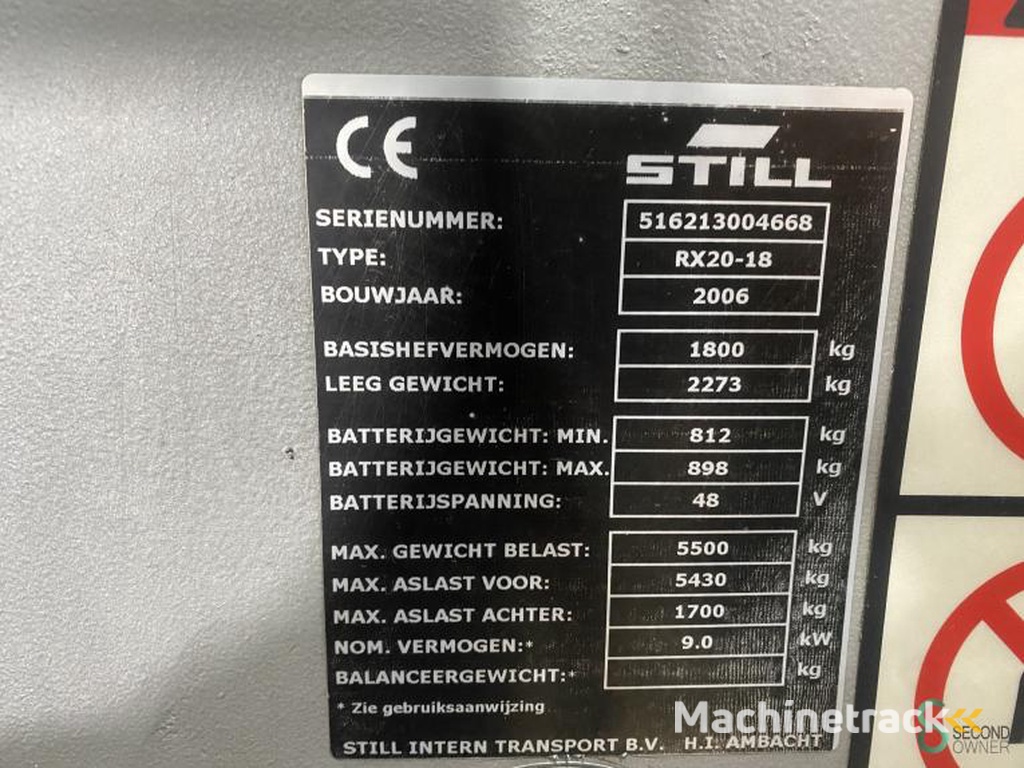 CE
STILL
SERIENUMMER: 516213004668
TYPE: RX20-18
BOUWJAAR: 2006
BASISHEFVERMOGEN: 1800 kg
LEEG GEWICHT: 2273 kg
BATTERIJGEWICHT: MIN. 812 kg
BATTERIJGEWICHT: MAX. 898 kg
BATTERIJSPANNING: 48 V
MAX. GEWICHT BELAST: 5500 kg
MAX. ASLAST VOOR: 5430 kg
MAX. ASLAST ACHTER: 1700 kg
NOM. VERMOGEN:* 9.0 kW
BALANCEERGEWICHT:* kg
* Zie gebruiksaanwijzing
STILL INTERN TRANSPORT B.V. H.I. AMBACHT
Machinetrack
SECOND
OWNER